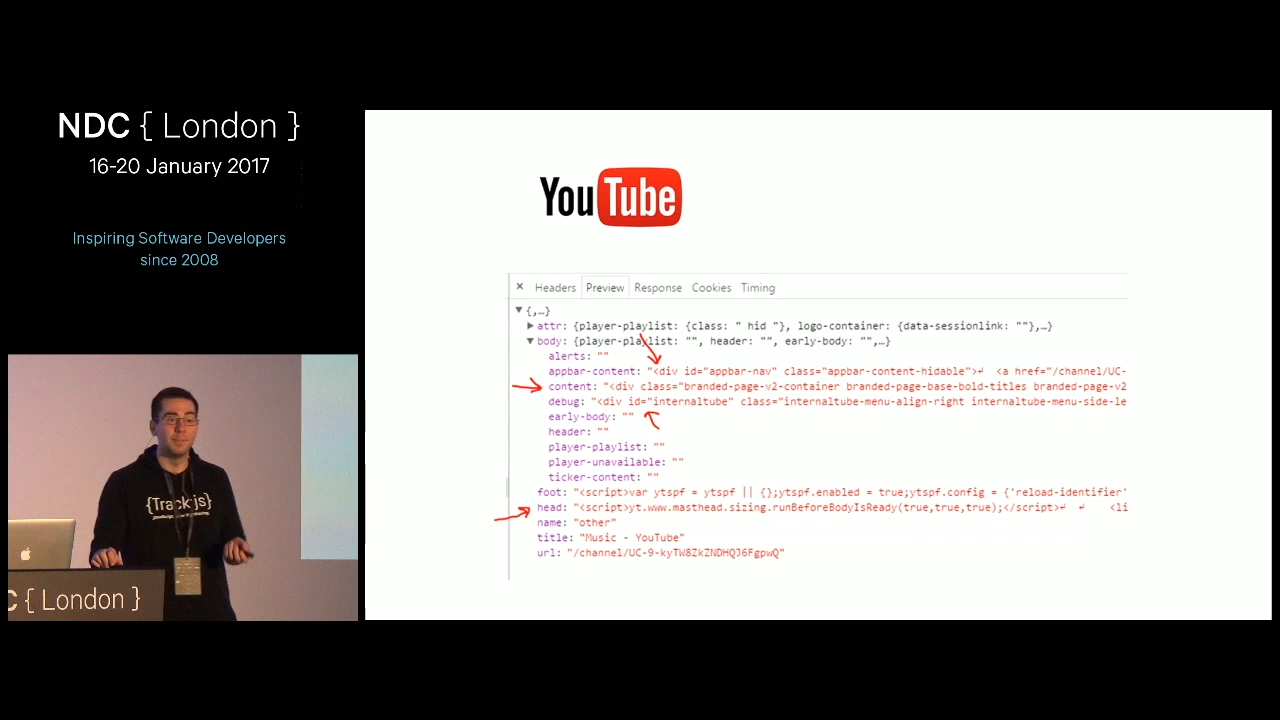 NDC { London }
16-20 January 2017
Inspiring Software Developers
since 2008
{Track:js}
C { London }
YouTube
× Headers Preview Response Cookies Timing
▼{,…}
▶attr: {player-playlist: {class: " hid "}, logo-container: {data-sessionlink: ""},…}
▼body: {player-playlist: "", header: "", early-body: "",…}
alerts: ""
appbar-content: "<div id="appbar-nav" class="appbar-content-hidable">↵ <a href="/channel/UC-
content: "<div class="branded-page-v2-container branded-page-base-bold-titles branded-page-v2
debug: "<div id="internaltube" class="internaltube-menu-align-right internaltube-menu-side-le
early-body: ""
header: ""
player-playlist: ""
player-unavailable: ""
ticker-content: ""
foot: "<script>var ytspf = ytspf || {};ytspf.enabled = true;ytspf.config = {'reload-identifier'
head: "<script>yt.www.masthead.sizing.runBeforeBodyIsReady(true,true,true);</script>↵ ↵ <li
name: "other"
title: "Music - YouTube"
url: "/channel/UC-9-kyTW8ZkZNDHQJ6FgpwQ"